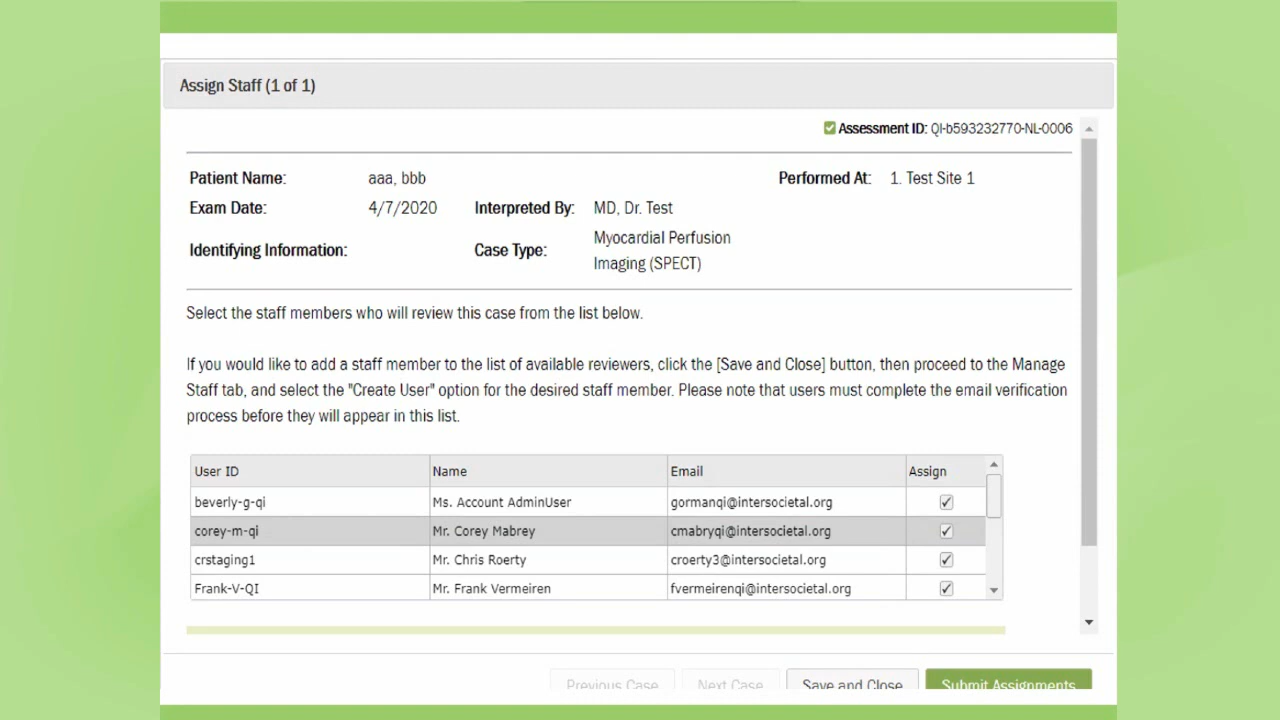 Assign Staff (1 of 1)
Assessment ID: QI-b593232770-NL-0006
Patient Name: aaa, bbb Performed At: 1. Test Site 1
Exam Date: 4/7/2020 Interpreted By: MD, Dr. Test
Identifying Information: Case Type: Myocardial Perfusion
Imaging (SPECT)
Select the staff members who will review this case from the list below.
If you would like to add a staff member to the list of available reviewers, click the [Save and Close] button, then proceed to the Manage
Staff tab, and select the "Create User" option for the desired staff member. Please note that users must complete the email verification
process before they will appear in this list.
User ID Name Email Assign
beverly-g-qi Ms. Account AdminUser gormanqi@intersocietal.org
corey-m-qi Mr. Corey Mabrey cmabryqi@intersocietal.org
crstaging1 Mr. Chris Roerty croerty3@intersocietal.org
Frank-V-QI Mr. Frank Vermeiren fvermeirenqi@intersocietal.org
Previous Case Next Case Save and Close Submit Assignments